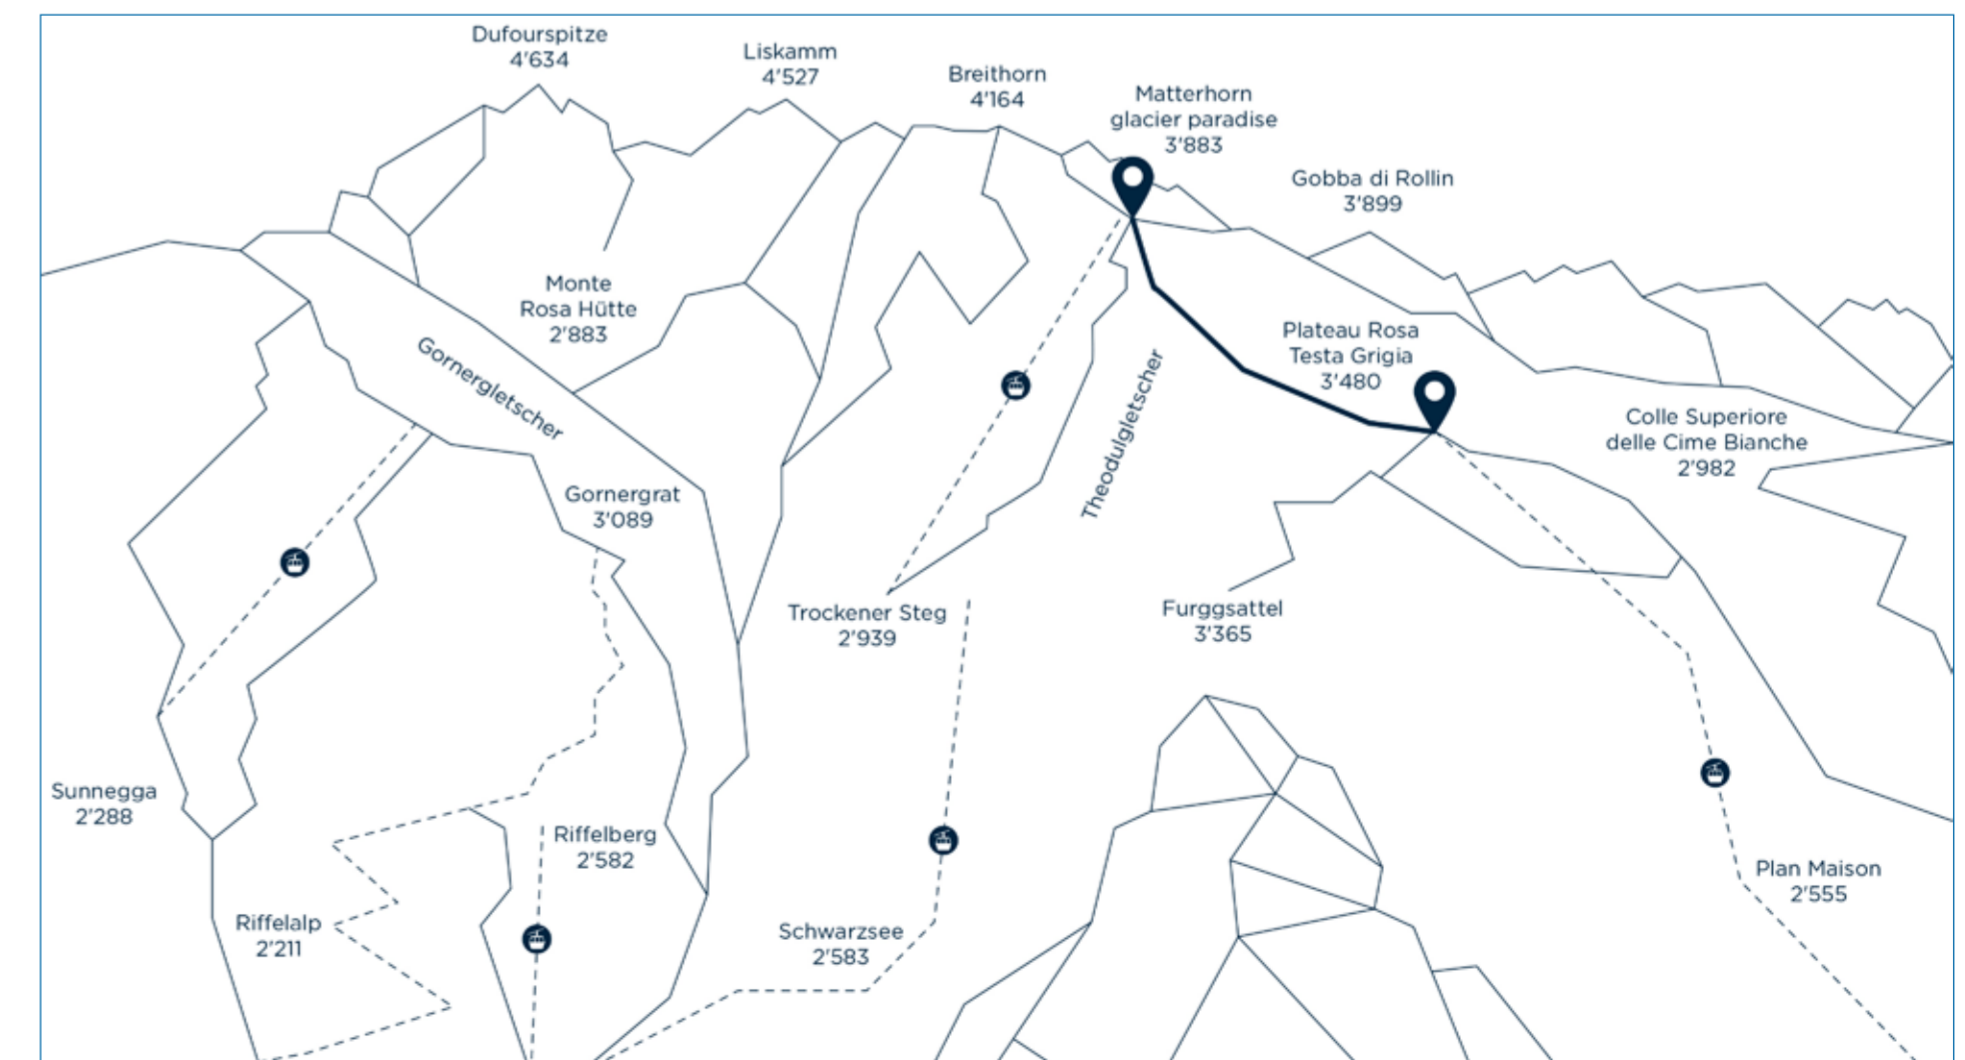 Dufourspitze
4'634
Liskamm
4'527
Breithorn
4'164
Matterhorn
glacier paradise
3'883
Gobba di Rollin
3'899
Monte
Rosa Hütte
2'883
Gornergletscher
Plateau Rosa
Testa Grigia
3'480
Theodulgletscher
Colle Superiore
delle Cime Bianche
2'982
Gornergrat
3'089
Trockener Steg
2'939
Furggsattel
3'365
Sunnegga
2'288
Riffelberg
2'582
Plan Maison
2'555
Riffelalp
2'211
Schwarzsee
2'583